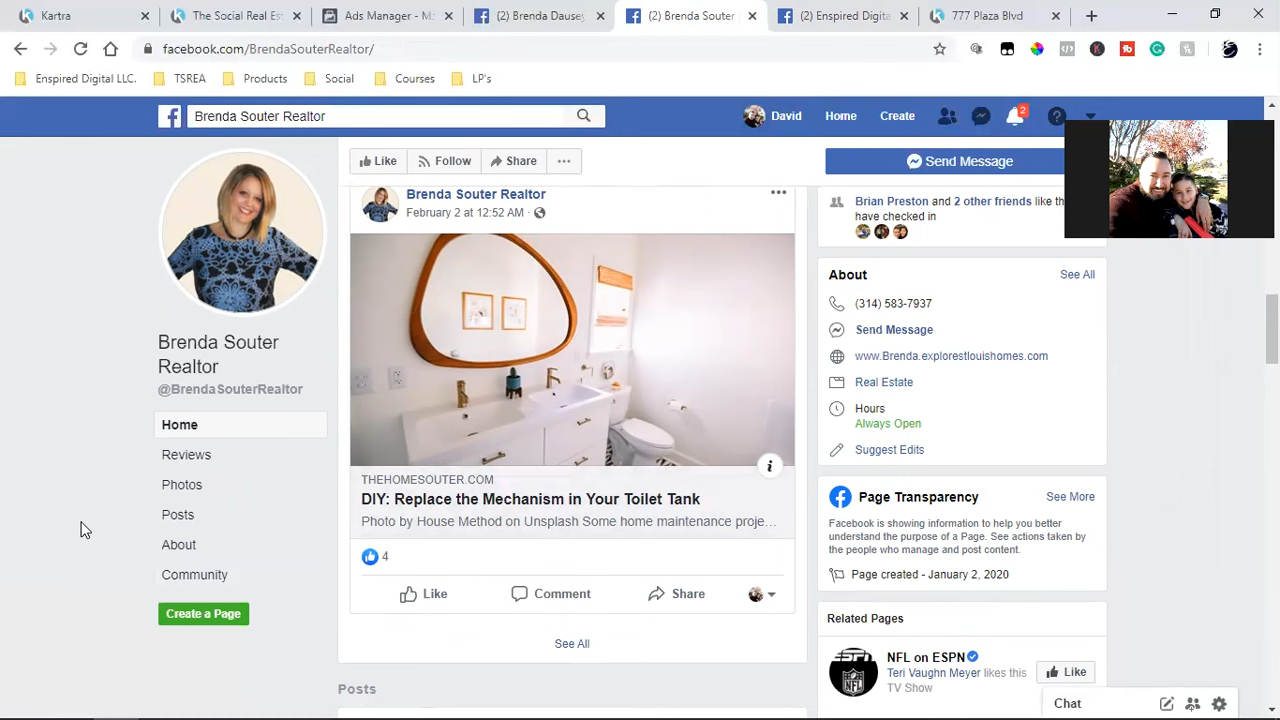 Kartra
The Social Real Est
Ads Manager - M
(2) Brenda Dausey
(2) Brenda Souter
(2) Enspired Digita
777 Plaza Blvd
facebook.com/BrendaSouterRealtor/
Enspired Digital LLC.
TSREA
Products
Social
Courses
LP's
Brenda Souter Realtor
David
Home
Create
2
Like
Follow
Share
Send Message
Brenda Souter
Realtor
@BrendaSouterRealtor
Home
Reviews
Photos
Posts
About
Community
Create a Page
Brenda Souter Realtor
February 2 at 12:52 AM
THEHOMESOUTER.COM
DIY: Replace the Mechanism in Your Toilet Tank
Photo by House Method on Unsplash Some home maintenance proje…
4
Like
Comment
Share
See All
Posts
Brian Preston and 2 other friends like th
have checked in
About
See All
(314) 583-7937
Send Message
www.Brenda.explorestlouishomes.com
Real Estate
Hours
Always Open
Suggest Edits
Page Transparency
See More
Facebook is showing information to help you better
understand the purpose of a Page. See actions taken by
the people who manage and post content.
Page created - January 2, 2020
Related Pages
ESPN
NFL
NFL on ESPN
Teri Vaughn Meyer likes this
TV Show
Like
Chat